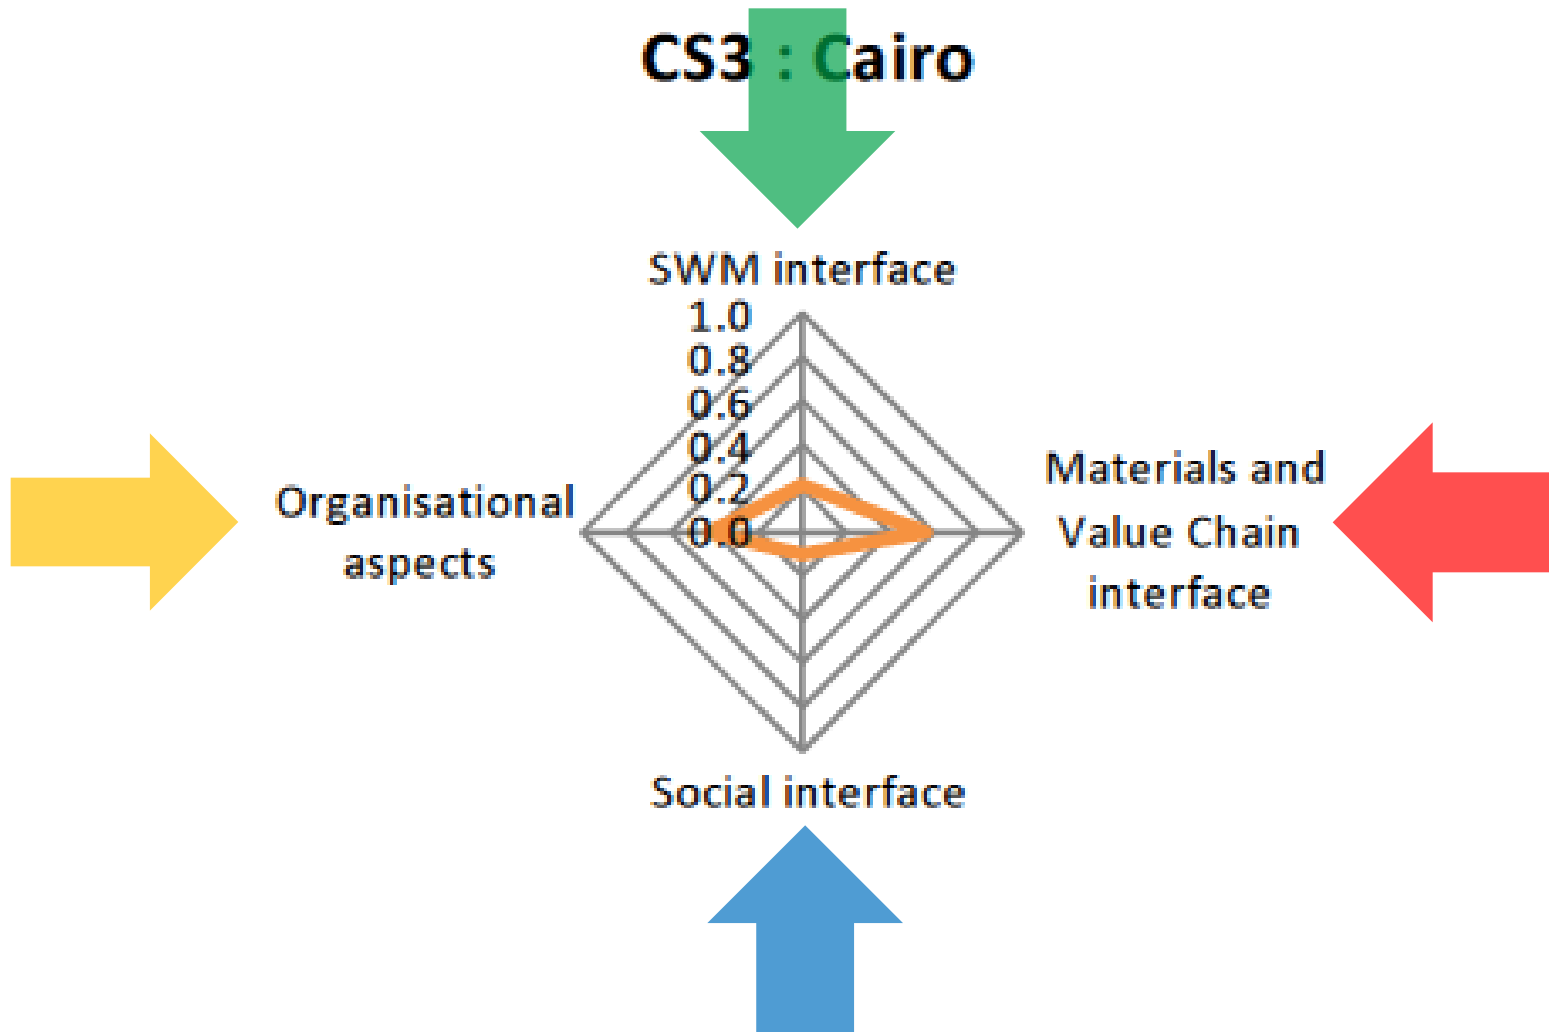 CS3 : Cairo
SWM interface
1.0
0.8
0.6
0.4
0.2
0.0
Organisational
aspects
Materials and
Value Chain
interface
Social interface